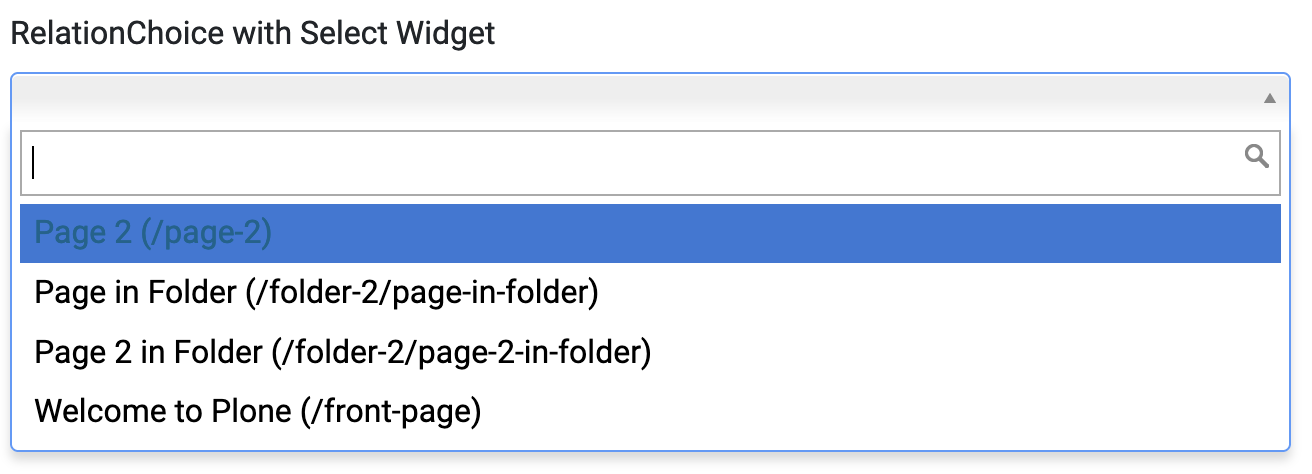 RelationChoice with Select Widget
Page 2 (/page-2)
Page in Folder (/folder-2/page-in-folder)
Page 2 in Folder (/folder-2/page-2-in-folder)
Welcome to Plone (/front-page)